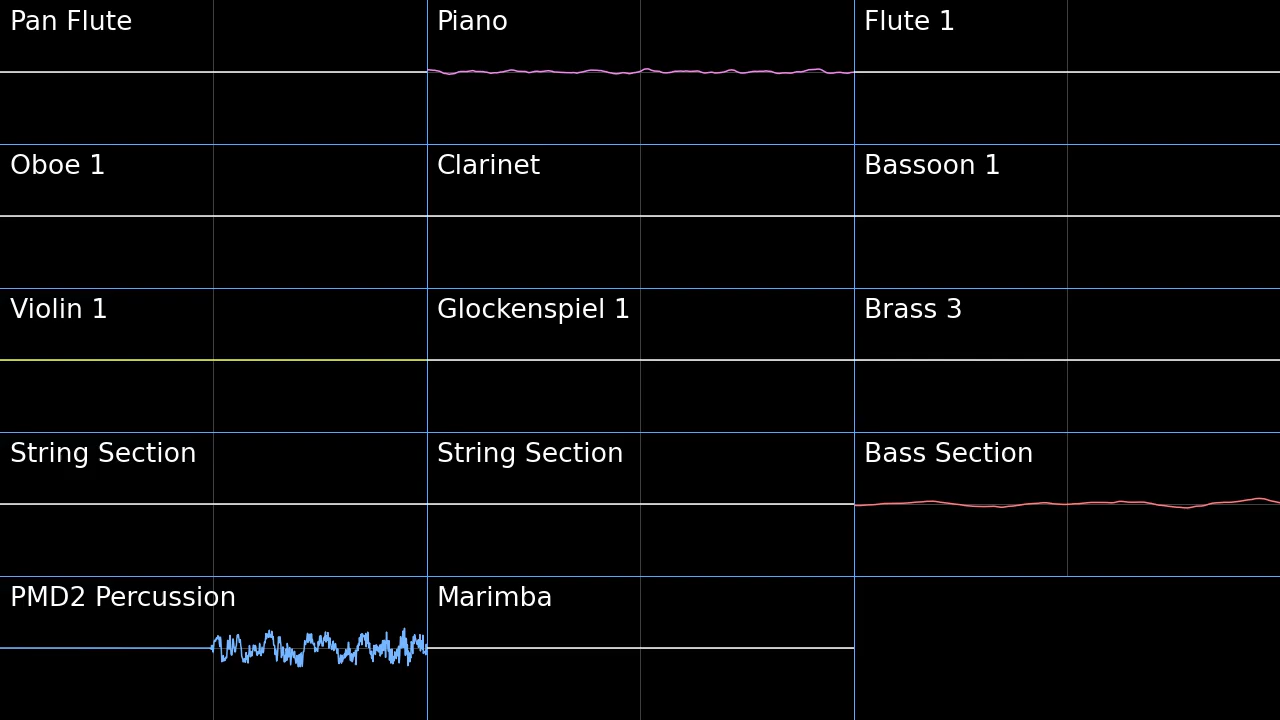 Pan Flute
Piano
Flute 1
Oboe 1
Clarinet
Bassoon 1
Violin 1
Glockenspiel 1
Brass 3
String Section
String Section
Bass Section
PMD2 Percussion
Marimba